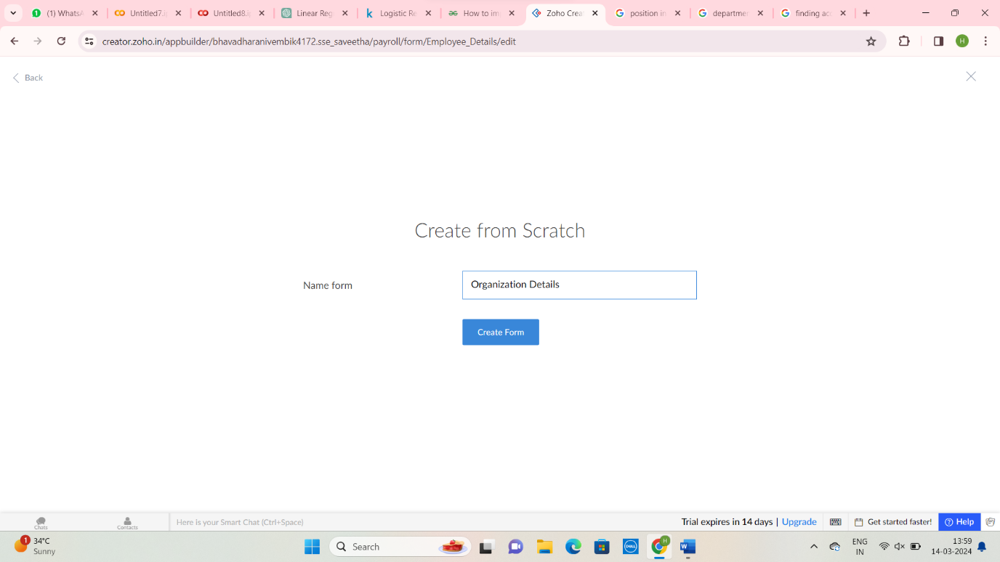 (1) WhatsA
Untitled7.i
Untitled8.i
Linear Reg
Logistic Re
How to im
Zoho Crea
position in
departmen
finding acc
creator.zoho.in/appbuilder/bhavadharanivembik4172.sse_saveetha/payroll/form/Employee_Details/edit
H
Back
Create from Scratch
Name form
Organization Details
Create Form
Chats
Contacts
Here is your Smart Chat (Ctrl+Space)
Trial expires in 14 days | Upgrade
Get started faster!
Help
1
34°C
Sunny
Search
DELL
H
ENG
IN
13:59
14-03-2024